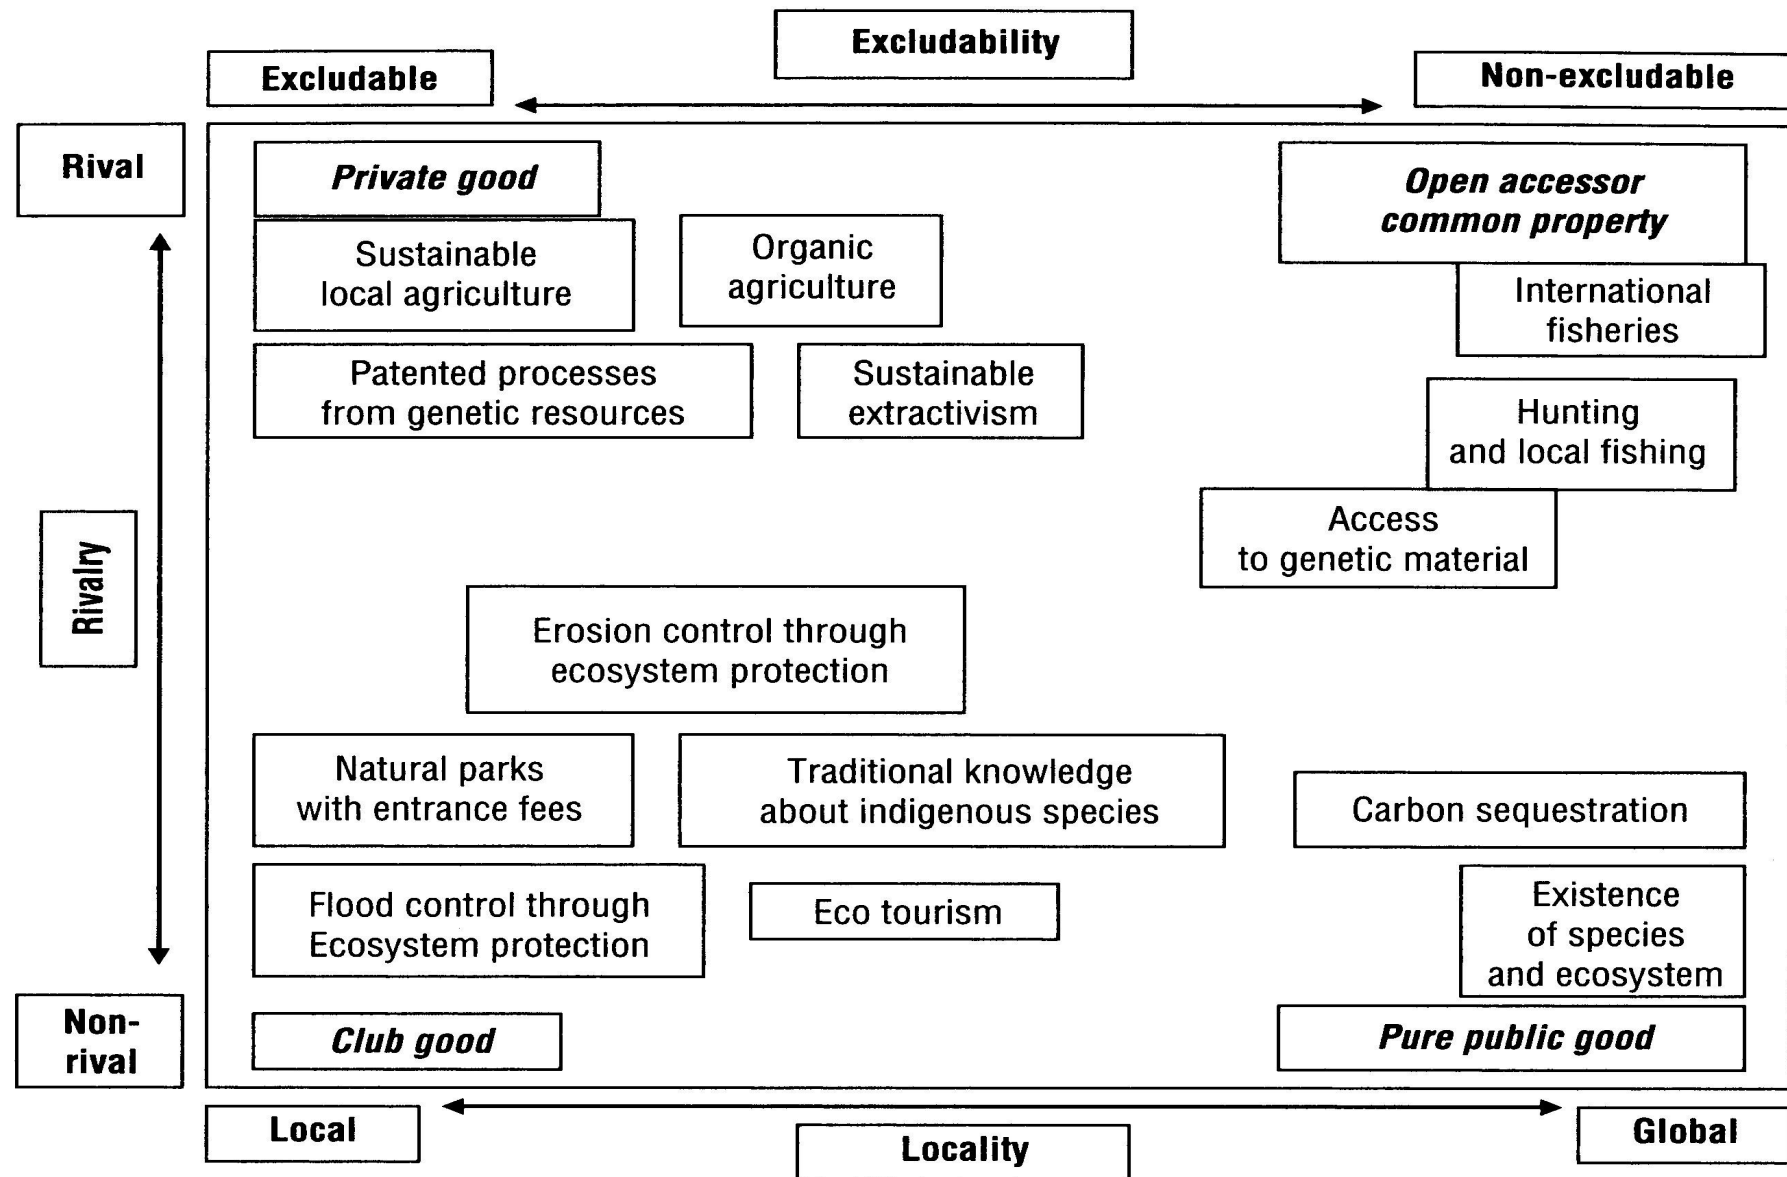 Excludability
Excludable
Non-excludable
Rival
Private good
Open accessor
common property
Sustainable
local agriculture
Organic
agriculture
International
fisheries
Patented processes
from genetic resources
Sustainable
extractivism
Hunting
and local fishing
Access
to genetic material
Rivalry
Erosion control through
ecosystem protection
Natural parks
with entrance fees
Traditional knowledge
about indigenous species
Carbon sequestration
Flood control through
Ecosystem protection
Eco tourism
Existence
of species
and ecosystem
Non-
rival
Club good
Pure public good
Local
Locality
Global